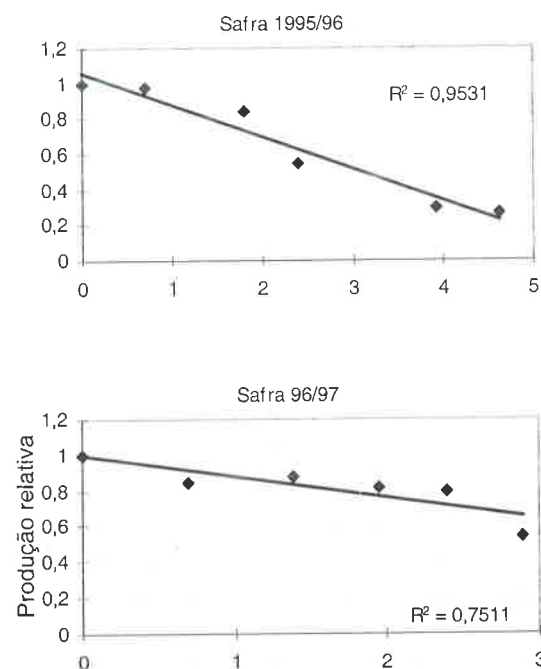 Safra 1995/96
1,2
1
0,8
0,6
0,4
0,2
0
R² = 0,9531
0 1 2 3 4 5
Safra 96/97
Produção relativa
1,2
1
0,8
0,6
0,4
0,2
0
R² = 0,7511
0 1 2 3